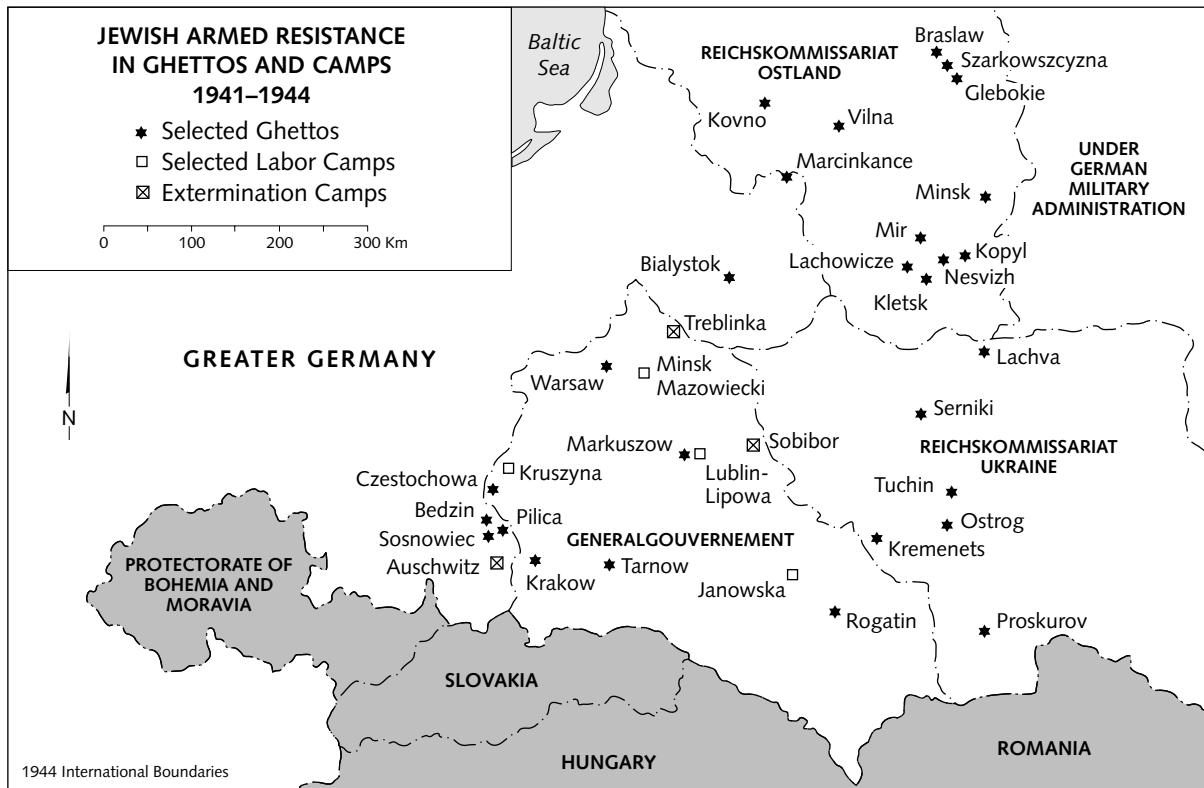 JEWISH ARMED RESISTANCE
IN GHETTOS AND CAMPS
1941–1944
Selected Ghettos
Selected Labor Camps
Extermination Camps
0 100 200 300 Km
Baltic
Sea
REICHSKOMMISSARIAT
OSTLAND
Braslaw
Szarkowszcyzna
Glebokie
Kovno
Vilna
Marcinkance
UNDER
GERMAN
MILITARY
ADMINISTRATION
Minsk
Mir
Kopyl
Lachowicze
Nesvizh
Kletsk
Bialystok
Treblinka
N
GREATER GERMANY
Warsaw
Minsk
Mazowiecki
Lachva
Serniki
Markuszow
Sobibor
Lublin-
Lipowa
REICHSKOMMISSARIAT
UKRAINE
Kruszyna
Czestochowa
Bedzin
Pilica
Sosnowiec
Auschwitz
Krakow
GENERALGOUVERNEMENT
Tarnow
Janowska
Rogatin
Tuchin
Ostrog
Kremenets
Proskurov
PROTECTORATE OF
BOHEMIA AND
MORAVIA
SLOVAKIA
HUNGARY
ROMANIA
1944 International Boundaries